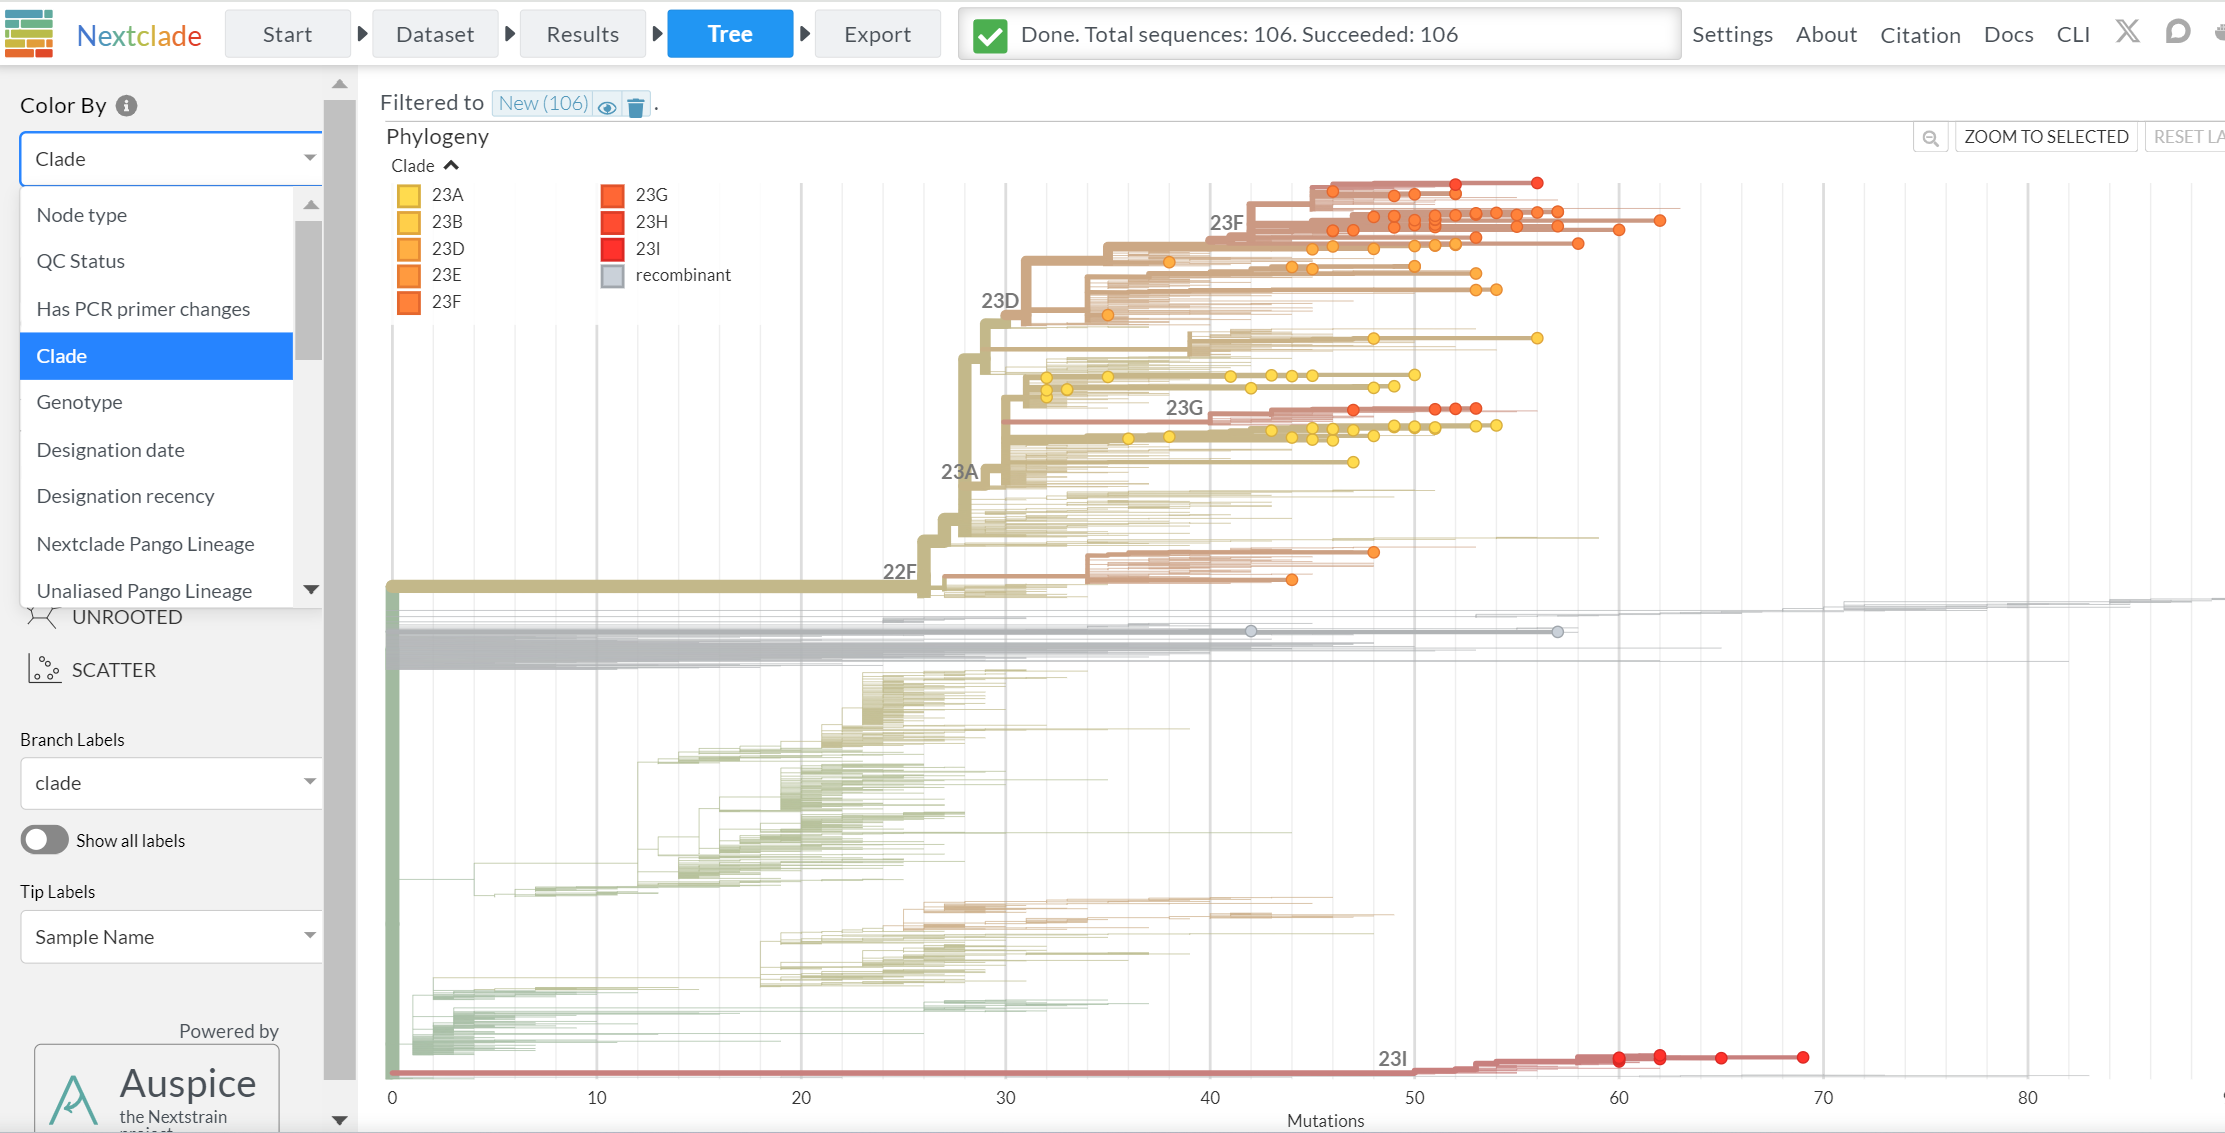 Nextclade
Start
Dataset
Results
Tree
Export
Done. Total sequences: 106. Succeeded: 106
Settings
About
Citation
Docs
CLI
Color By
Clade
Node type
QC Status
Has PCR primer changes
Clade
Genotype
Designation date
Designation recency
Nextclade Pango Lineage
Unaliased Pango Lineage
UNROOTED
SCATTER
Branch Labels
clade
Show all labels
Tip Labels
Sample Name
Powered by
Auspice
the Nextstrain
Filtered to New (106) .
Phylogeny
ZOOM TO SELECTED
RESET LA
Clade
23A
23B
23D
23E
23F
23G
23H
23I
recombinant
23F
23D
23G
23A
22F
23I
0 10 20 30 40 50 60 70 80
Mutations